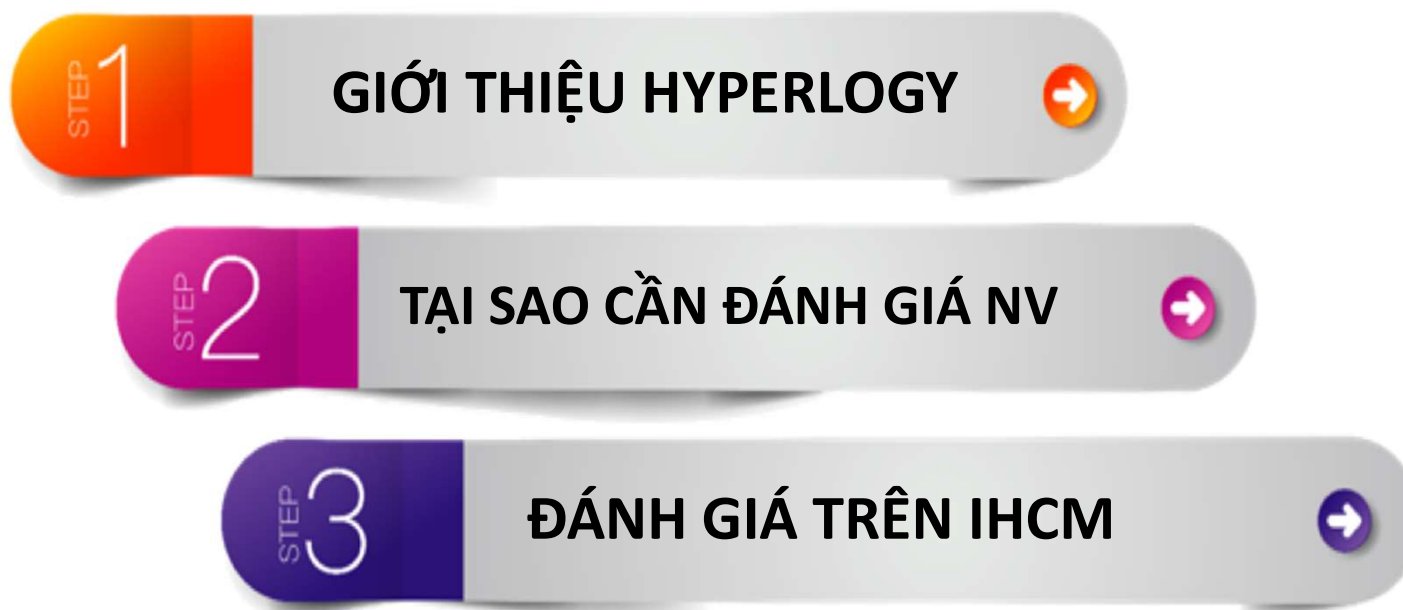 STEP 1
GIỚI THIỆU HYPERLOGY
STEP 2
TẠI SAO CẦN ĐÁNH GIÁ NV
STEP 3
ĐÁNH GIÁ TRÊN IHCM